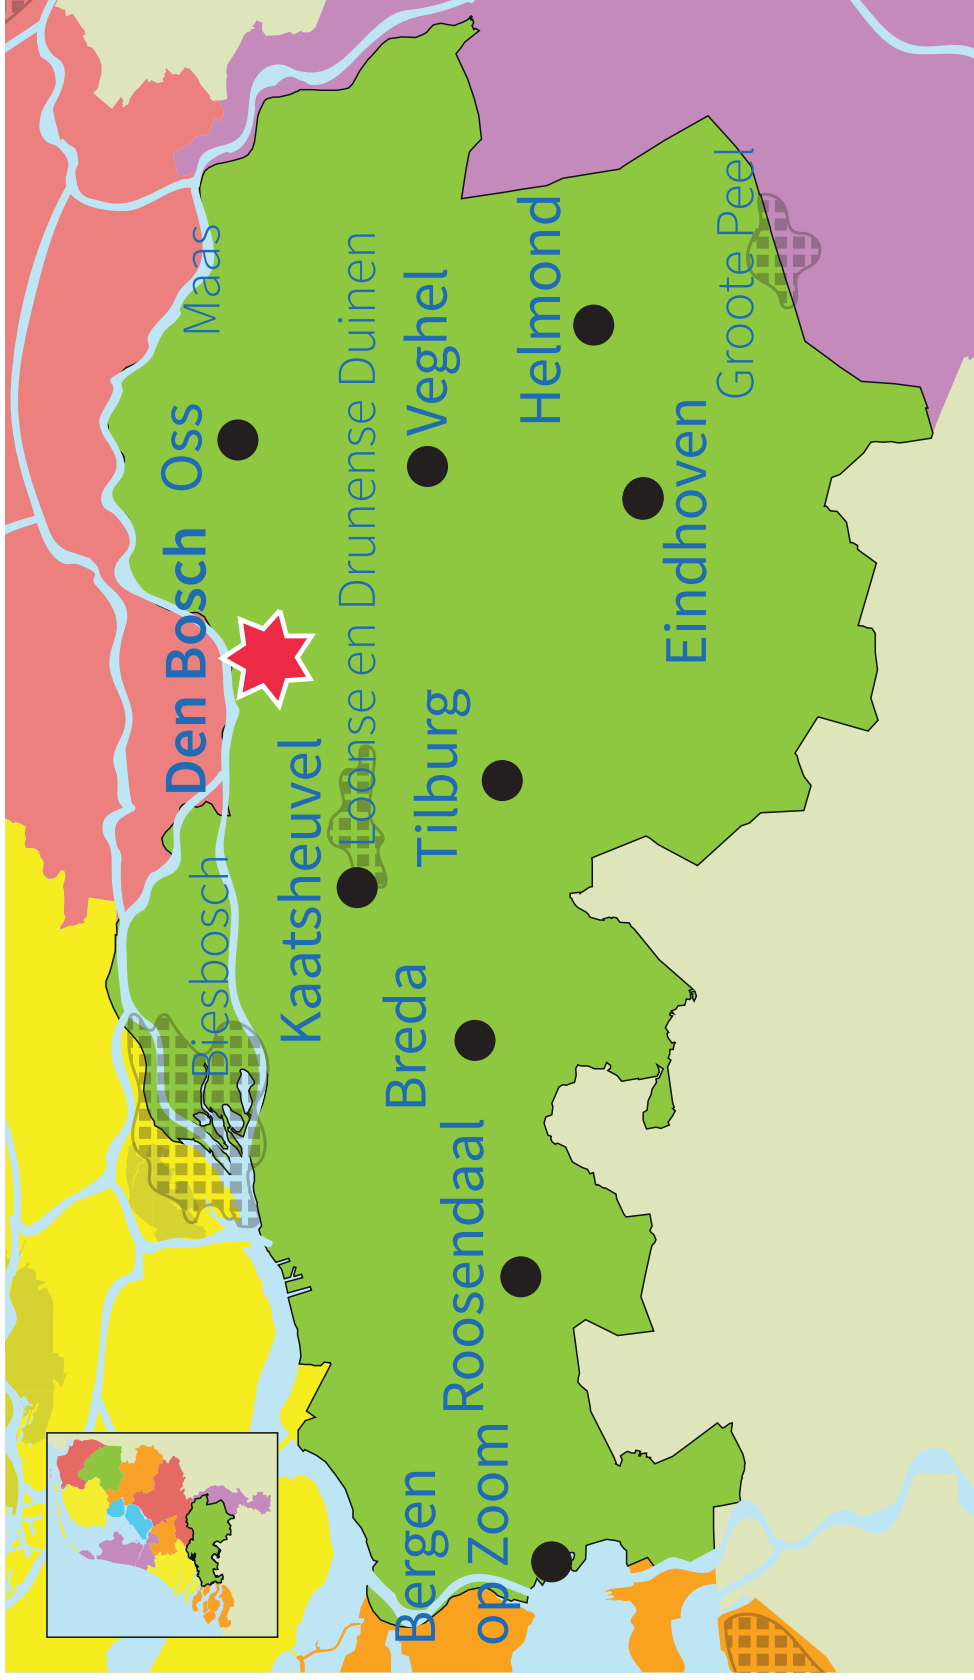 Maas
Oss
Den Bosch
Biesbosch
Loonse en Drunense Duinen
Kaatsheuvel
Veghel
Tilburg
Breda
Helmond
Groote Peel
Eindhoven
Roosendaal
Bergen
op Zoom